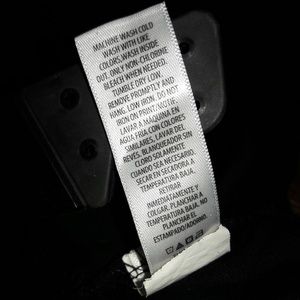 MACHINE WASH COLD
WASH WITH LIKE
COLORS, WASH INSIDE
OUT. ONLY NON-CHLORINE
BLEACH WHEN NEEDED.
TUMBLE DRY LOW.
REMOVE PROMPTLY AND
HANG. LOW IRON. DO NOT
IRON ON PRINT/MOTIF.
LAVAR A MAQUINA EN
AGUA FRIA CON COLORES
SIMILARES, LAVAR DEL
REVES. BLANQUEADOR SIN
CLORO SOLAMENTE
CUANDO SEA NECESARIO.
SECAR EN SECADORA A
TEMPERATURA BAJA.
RETIRAR
INMEDIATAMENTE Y
COLGAR. PLANCHAR A
TEMPERATURA BAJA. NO
PLANCHAR EL
ESTAMPADO/ADORNO.